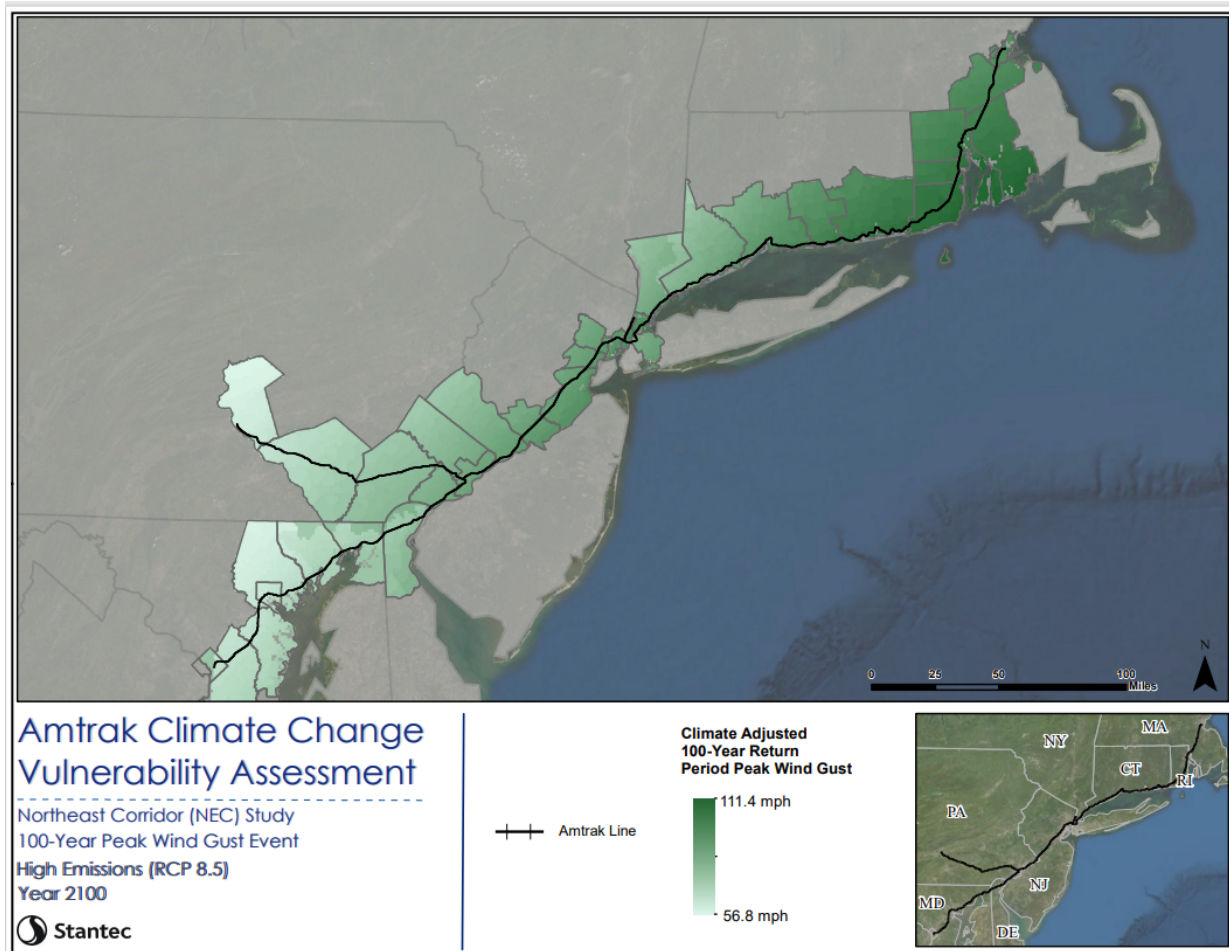 N
0 25 50 100
Miles
Amtrak Climate Change
Vulnerability Assessment
Northeast Corridor (NEC) Study
100-Year Peak Wind Gust Event
High Emissions (RCP 8.5)
Year 2100
Stantec
Amtrak Line
Climate Adjusted
100-Year Return
Period Peak Wind Gust
111.4 mph
56.8 mph
NY
MA
CT
RI
PA
NJ
MD
DE